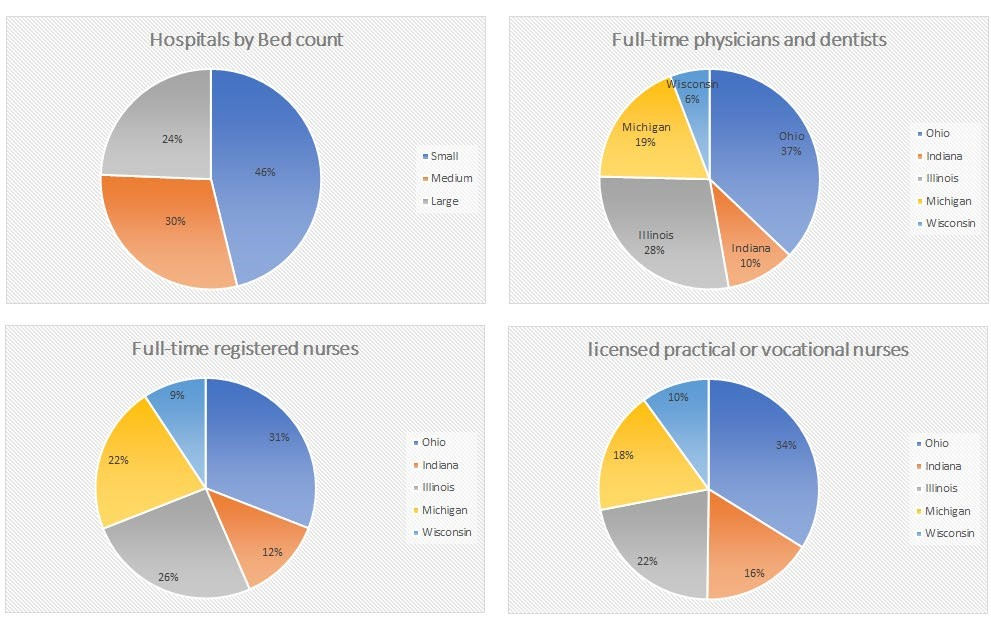 Hospitals by Bed count
24%
46%
30%
Small
Medium
Large
Full-time physicians and dentists
Wisconsin
6%
Michigan
19%
Ohio
37%
Illinois
28%
Indiana
10%
Ohio
Indiana
Illinois
Michigan
Wisconsin
Full-time registered nurses
9%
31%
22%
12%
26%
Ohio
Indiana
Illinois
Michigan
Wisconsin
licensed practical or vocational nurses
10%
34%
18%
22%
16%
Ohio
Indiana
Illinois
Michigan
Wisconsin